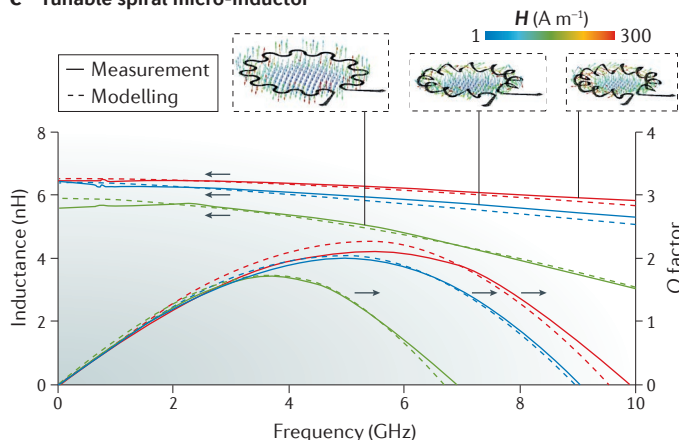 c Tunable spiral micro-inductor
H (A m⁻¹)
1 300
Measurement
Modelling
8
6
4
2
0
Inductance (nH)
4
3
2
1
0
Q factor
0 2 4 6 8 10
Frequency (GHz)